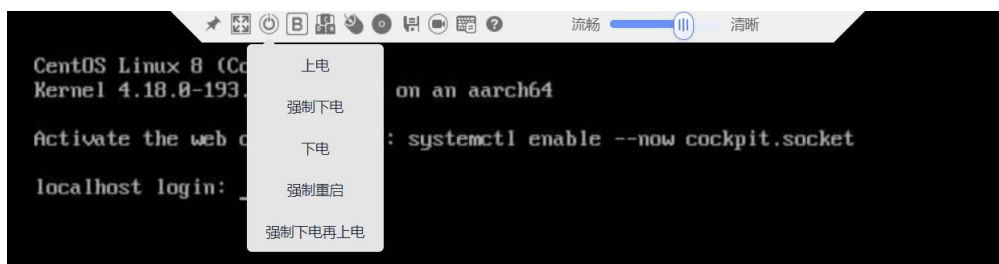 B 流畅 清晰
CentOS Linux 8 (Co
Kernel 4.18.0-193. on an aarch64
Activate the web c : systemctl enable --now cockpit.socket
localhost login: _
上电
强制下电
下电
强制重启
强制下电再上电